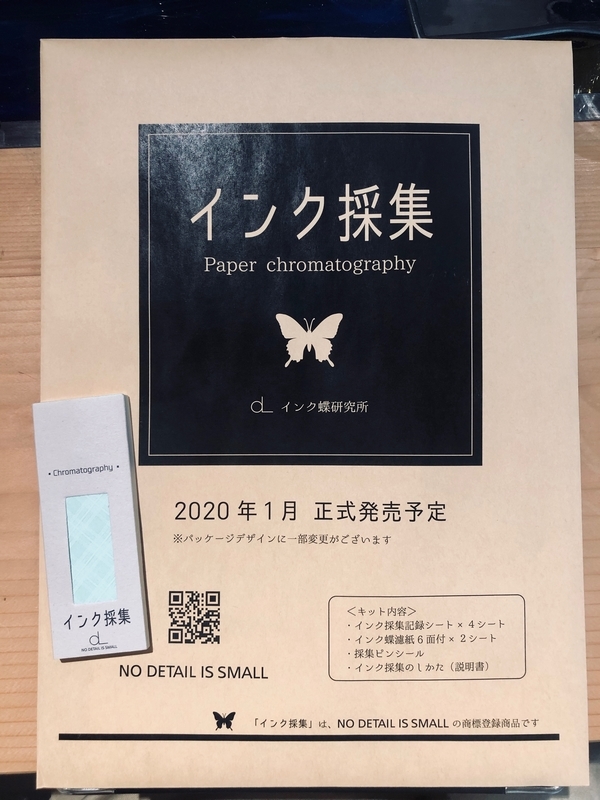 インク採集
Paper chromatography
dL インク蝶研究所
2020年1月 正式発売予定
※パッケージデザインに一部変更がございます
NO DETAIL IS SMALL
＜キット内容＞
・インク採集記録シート×４シート
・インク蝶濾紙６面付×２シート
・採集ピンシール
・インク採集のしかた（説明書）
「インク採集」は、NO DETAIL IS SMALL の商標登録商品です
• Chromatography •
インク採集
dL
NO DETAIL IS SMALL